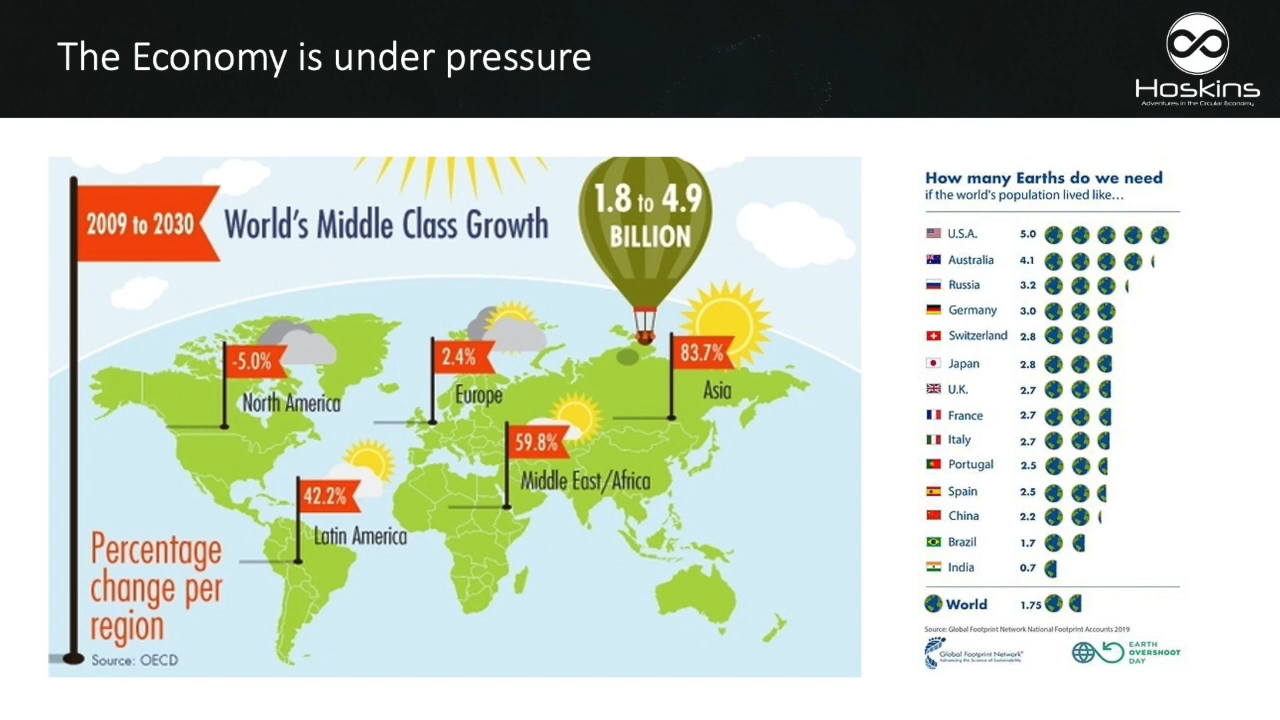 The Economy is under pressure
Hoskins
Adventures in the Circular Economy
2009 to 2030
World's Middle Class Growth
1.8 to 4.9
BILLION
-5.0%
North America
2.4%
Europe
83.7%
Asia
59.8%
Middle East/Africa
42.2%
Latin America
Percentage
change per
region
Source: OECD
How many Earths do we need
if the world's population lived like...
U.S.A. 5.0
Australia 4.1
Russia 3.2
Germany 3.0
Switzerland 2.8
Japan 2.8
U.K. 2.7
France 2.7
Italy 2.7
Portugal 2.5
Spain 2.5
China 2.2
Brazil 1.7
India 0.7
World 1.75
Source: Global Footprint Network National Footprint Accounts 2019
Global Footprint Network
Advancing the Science of Sustainability
EARTH
OVERSHOOT
DAY